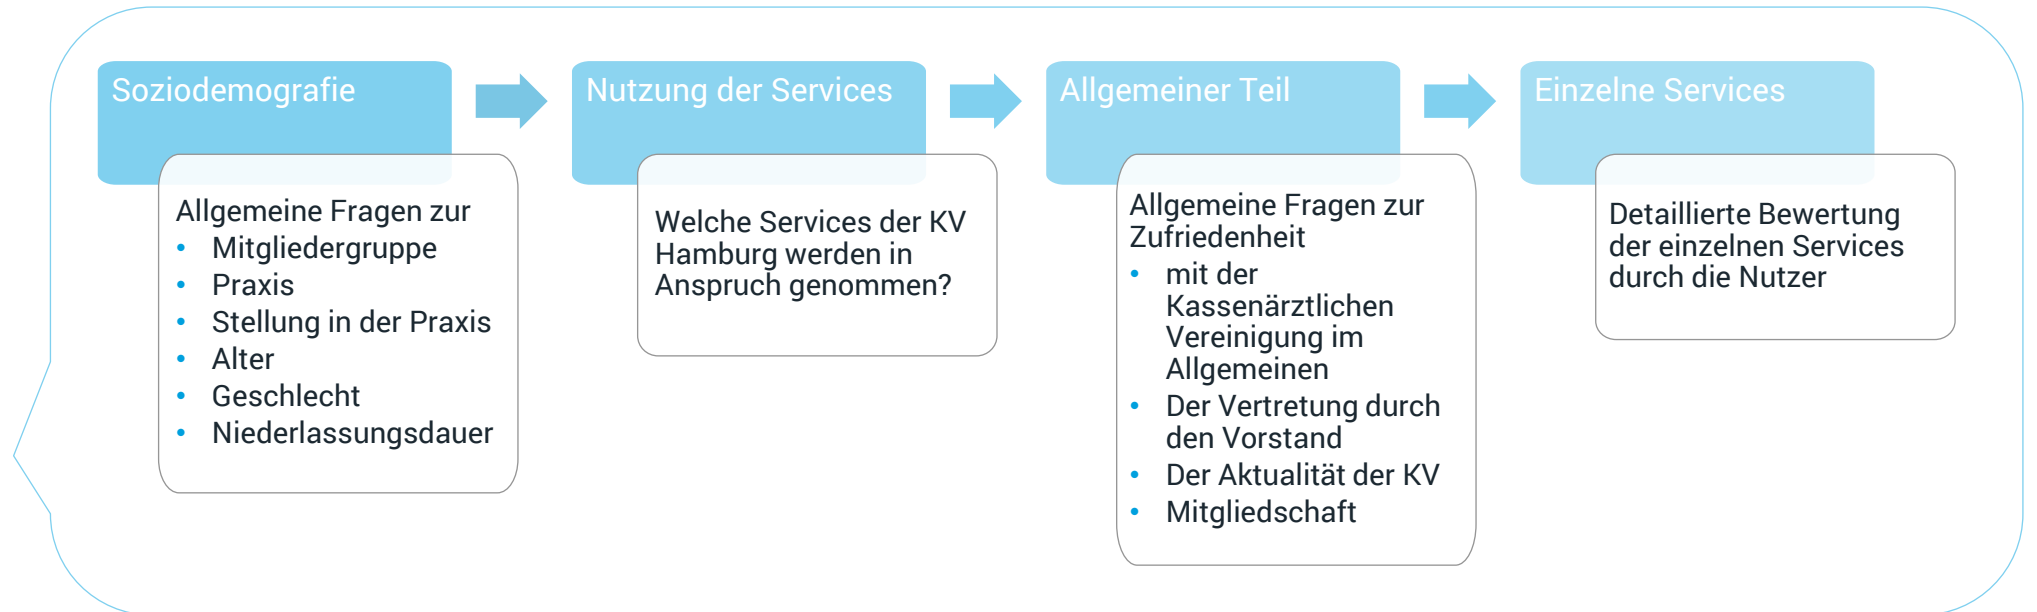 Soziodemografie
Allgemeine Fragen zur
• Mitgliedergruppe
• Praxis
• Stellung in der Praxis
• Alter
• Geschlecht
• Niederlassungsdauer
Nutzung der Services
Welche Services der KV
Hamburg werden in
Anspruch genommen?
Allgemeiner Teil
Allgemeine Fragen zur
Zufriedenheit
• mit der
Kassenärztlichen
Vereinigung im
Allgemeinen
• Der Vertretung durch
den Vorstand
• Der Aktualität der KV
• Mitgliedschaft
Einzelne Services
Detaillierte Bewertung
der einzelnen Services
durch die Nutzer